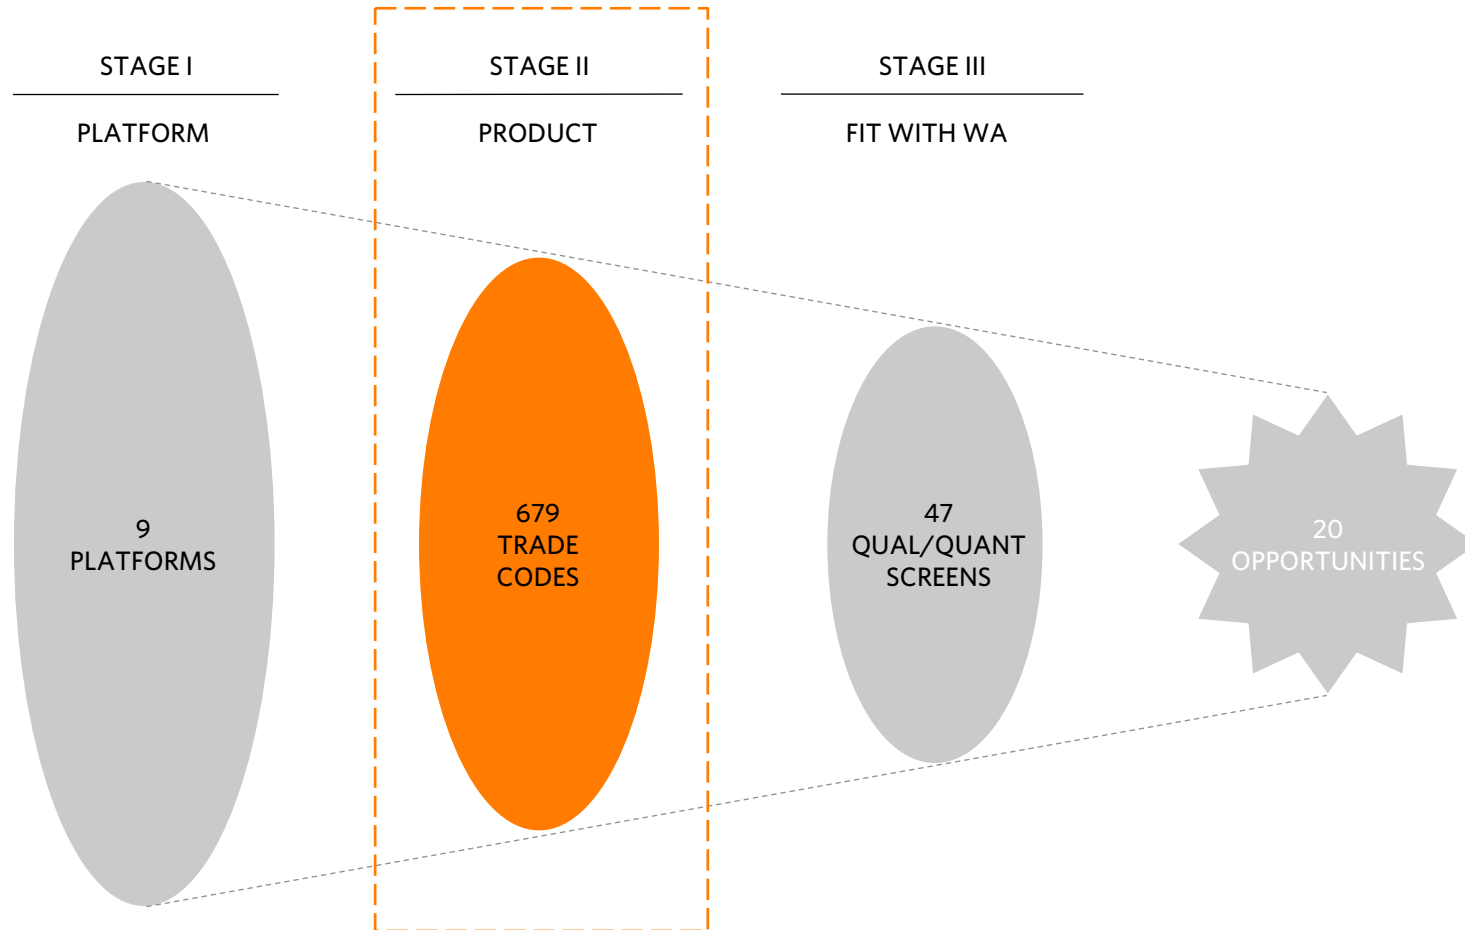 STAGE I
PLATFORM
STAGE II
PRODUCT
STAGE III
FIT WITH WA
9
PLATFORMS
679
TRADE
CODES
47
QUAL/QUANT
SCREENS
20
OPPORTUNITIES